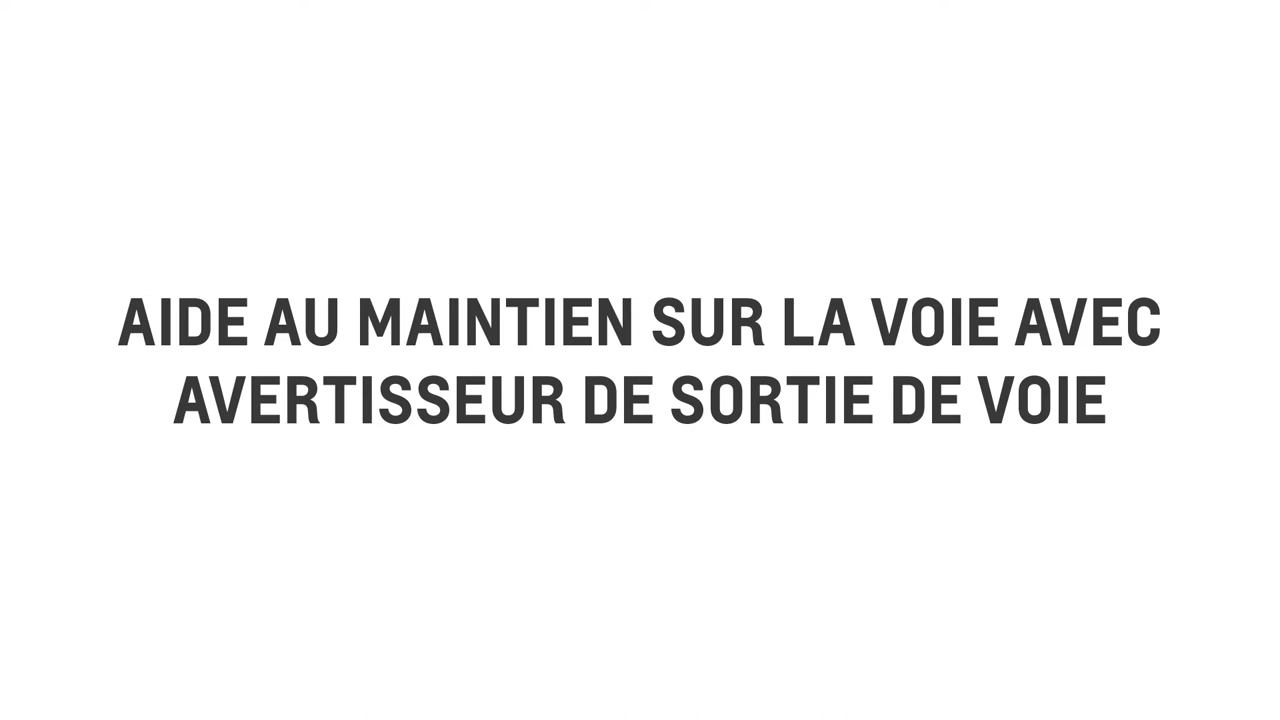 AIDE AU MAINTIEN SUR LA VOIE AVEC
AVERTISSEUR DE SORTIE DE VOIE